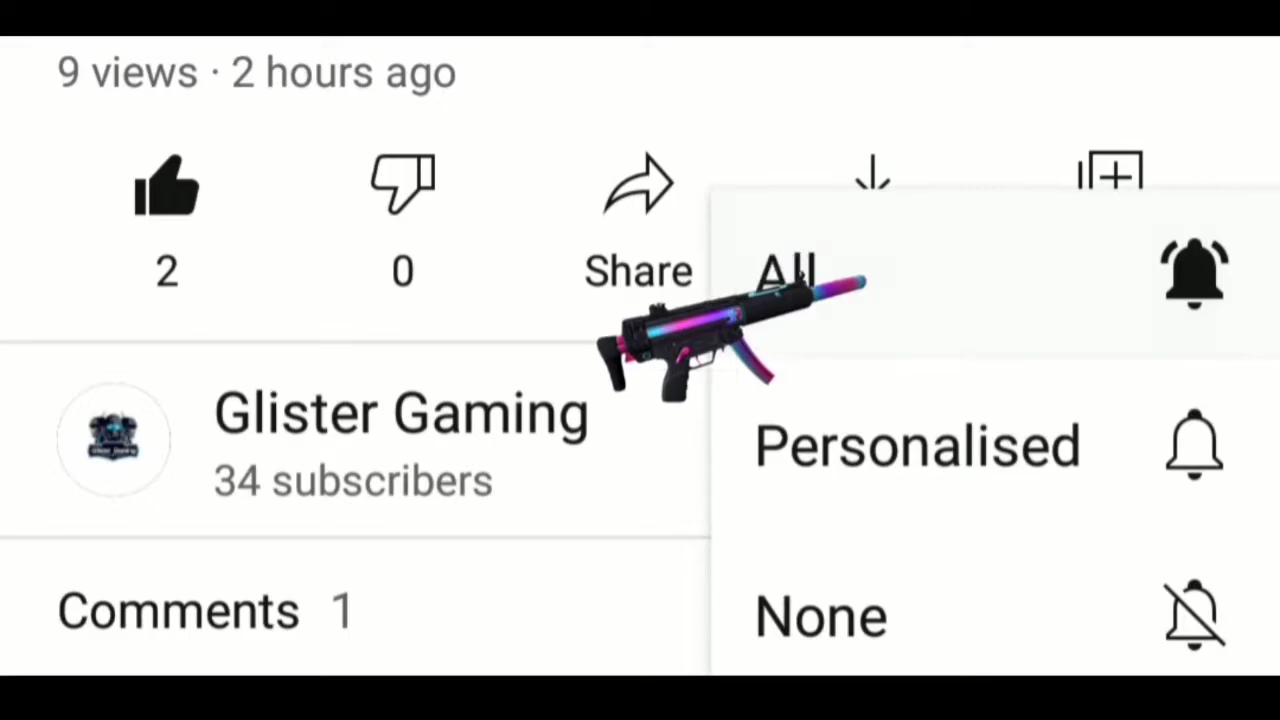 9 views · 2 hours ago
2
0
Share
All
Glister Gaming
34 subscribers
Personalised
Comments 1
None